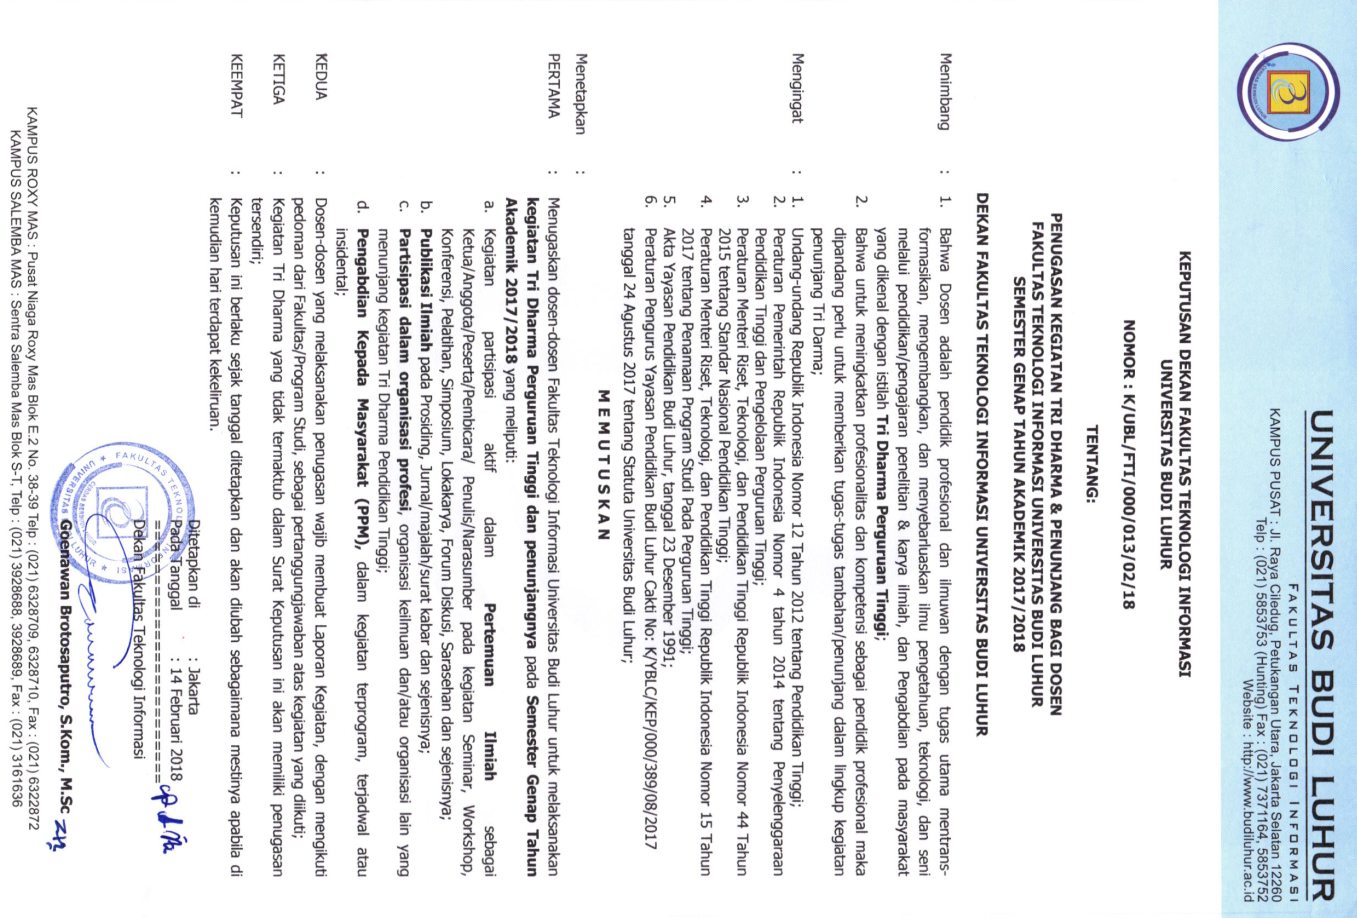 UNIVERSITAS BUDI LUHUR
FAKULTAS TEKNOLOGI INFORMASI
KAMPUS PUSAT : Jl. Raya Ciledug, Petukangan Utara, Jakarta Selatan 12260
Telp : (021) 5853753 (Hunting) Fax : (021) 7371164, 5853752
Website : http://www.budiluhur.ac.id
KEPUTUSAN DEKAN FAKULTAS TEKNOLOGI INFORMASI
UNIVERSITAS BUDI LUHUR
NOMOR : K/UBL/FTI/000/013/02/18
TENTANG:
PENUGASAN KEGIATAN TRI DHARMA & PENUNJANG BAGI DOSEN
FAKULTAS TEKNOLOGI INFORMASI UNIVERSITAS BUDI LUHUR
SEMESTER GENAP TAHUN AKADEMIK 2017/2018
DEKAN FAKULTAS TEKNOLOGI INFORMASI UNIVERSITAS BUDI LUHUR
Menimbang : 1. Bahwa Dosen adalah pendidik profesional dan ilmuwan dengan tugas utama mentrans-
formasikan, mengembangkan, dan menyebarluaskan ilmu pengetahuan, teknologi, dan seni
melalui pendidikan/pengajaran penelitian & karya ilmiah, dan Pengabdian pada masyarakat
yang dikenal dengan istilah Tri Dharma Perguruan Tinggi;
2. Bahwa untuk meningkatkan profesionalitas dan kompetensi sebagai pendidik profesional maka
dipandang perlu untuk memberikan tugas-tugas tambahan/penunjang dalam lingkup kegiatan
penunjang Tri Darma;
Mengingat : 1. Undang-undang Republik Indonesia Nomor 12 Tahun 2012 tentang Pendidikan Tinggi;
2. Peraturan Pemerintah Republik Indonesia Nomor 4 tahun 2014 tentang Penyelenggaraan
Pendidikan Tinggi dan Pengelolaan Perguruan Tinggi;
3. Peraturan Menteri Riset, Teknologi, dan Pendidikan Tinggi Republik Indonesia Nomor 44 Tahun
2015 tentang Standar Nasional Pendidikan Tinggi;
4. Peraturan Menteri Riset, Teknologi, dan Pendidikan Tinggi Republik Indonesia Nomor 15 Tahun
2017 tentang Penamaan Program Studi Pada Perguruan Tinggi;
5. Akta Yayasan Pendidikan Budi Luhur, tanggal 23 Desember 1991;
6. Peraturan Pengurus Yayasan Pendidikan Budi Luhur Cakti No: K/YBLC/KEP/000/389/08/2017
tanggal 24 Agustus 2017 tentang Statuta Universitas Budi Luhur;
M E M U T U S K A N
Menetapkan :
PERTAMA : Menugaskan dosen-dosen Fakultas Teknologi Informasi Universitas Budi Luhur untuk melaksanakan
kegiatan Tri Dharma Perguruan Tinggi dan penunjangnya pada Semester Genap Tahun
Akademik 2017/2018 yang meliputi:
a. Kegiatan partisipasi aktif dalam Pertemuan Ilmiah sebagai
Ketua/Anggota/Peserta/Pembicara/ Penulis/Narasumber pada kegiatan Seminar, Workshop,
Konferensi, Pelatihan, Simposium, Lokakarya, Forum Diskusi, Sarasehan dan sejenisnya;
b. Publikasi Ilmiah pada Prosiding, Jurnal/majalah/surat kabar dan sejenisnya;
c. Partisipasi dalam organisasi profesi, organisasi keilmuan dan/atau organisasi lain yang
menunjang kegiatan Tri Dharma Pendidikan Tinggi;
d. Pengabdian Kepada Masyarakat (PPM), dalam kegiatan terprogram, terjadwal atau
insidental;
KEDUA : Dosen-dosen yang melaksanakan penugasan wajib membuat Laporan Kegiatan, dengan mengikuti
pedoman dari Fakultas/Program Studi, sebagai pertanggungjawaban atas kegiatan yang diikuti;
KETIGA : Kegiatan Tri Dharma yang tidak termaktub dalam Surat Keputusan ini akan memiliki penugasan
tersendiri;
KEEMPAT : Keputusan ini berlaku sejak tanggal ditetapkan dan akan diubah sebagaimana mestinya apabila di
kemudian hari terdapat kekeliruan.
Ditetapkan di : Jakarta
Pada Tanggal : 14 Februari 2018
Dekan Fakultas Teknologi Informasi
Goenawan Brotosaputro, S.Kom., M.Sc
KAMPUS ROXY MAS : Pusat Niaga Roxy Mas Blok E.2 No. 38-39 Telp : (021) 6328709, 6328710, Fax : (021) 6322872
KAMPUS SALEMBA MAS : Sentra Salemba Mas Blok S-T, Telp : (021) 3928688, 3928689, Fax : (021) 3161636